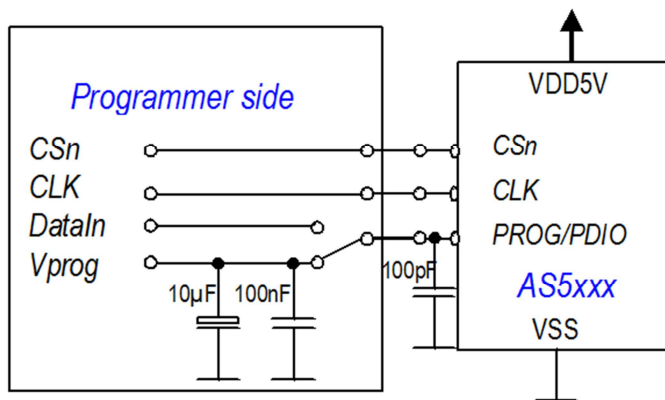 VDD5V
Programmer side
CSn
CSn
CLK
CLK
DataIn
PROG/PDIO
Vprog
100pF
10µF
100nF
AS5xxx
VSS